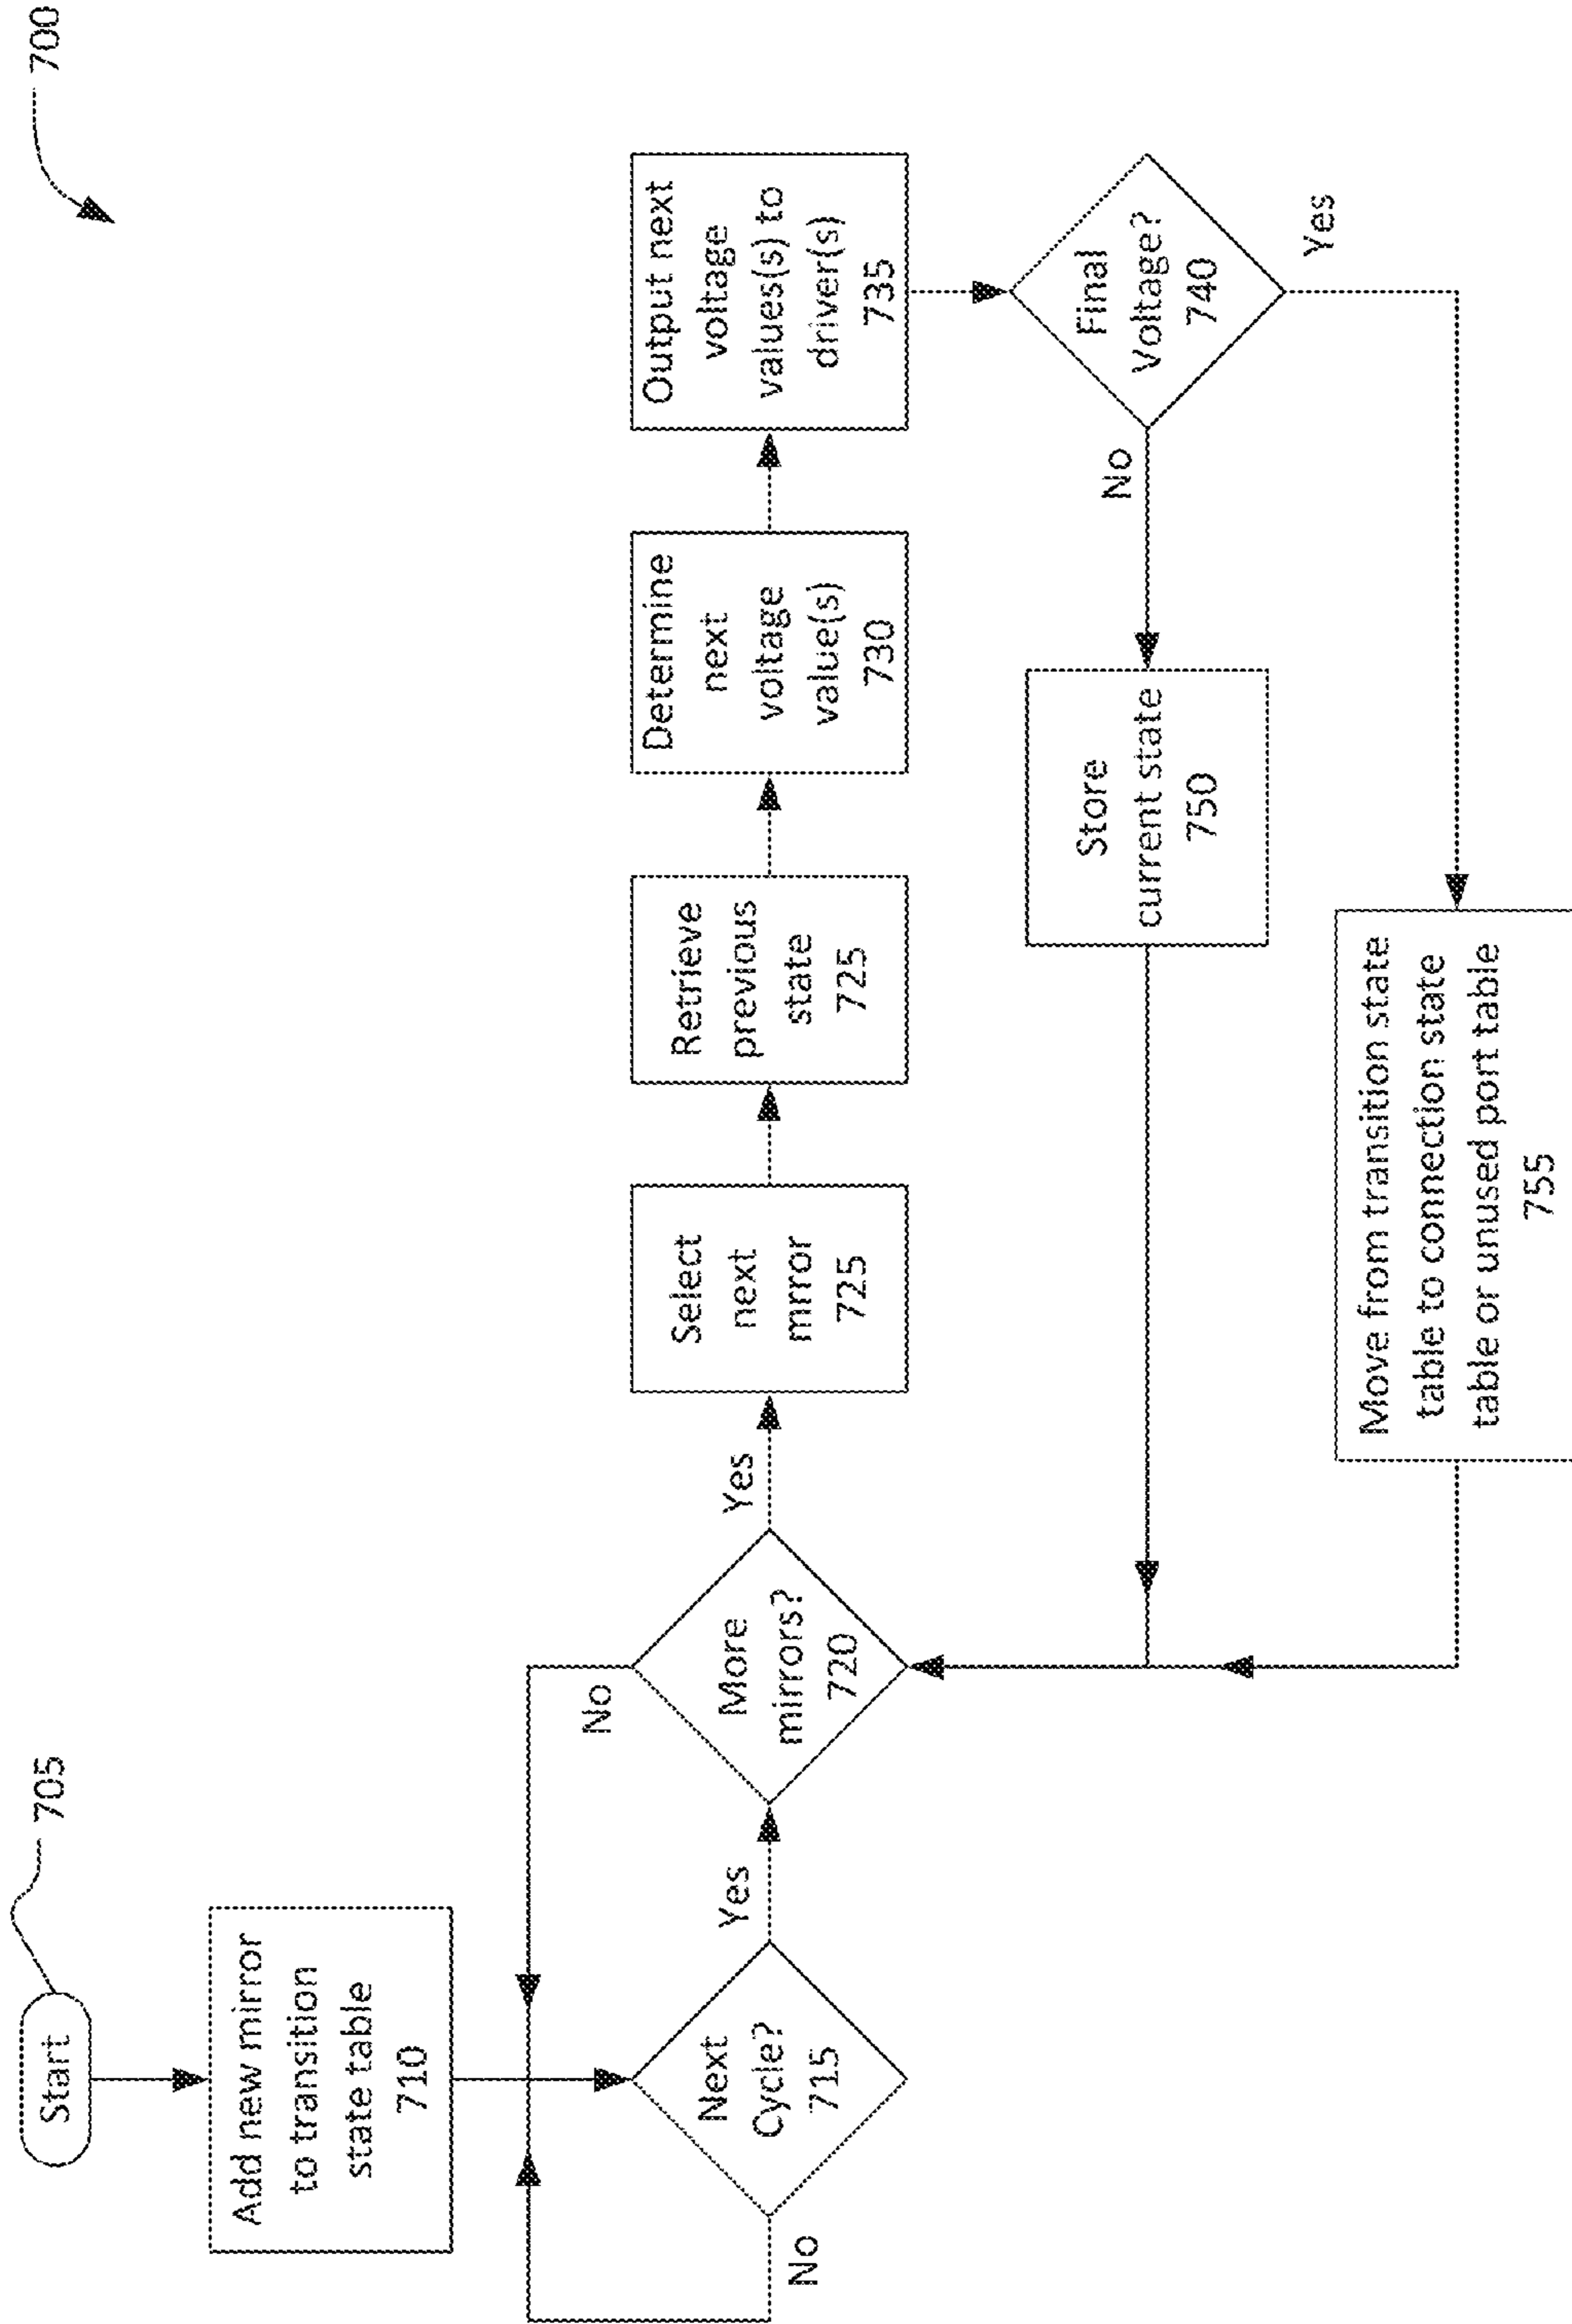 700
Start
705
Add new mirror
to transition
state table
710
Next
Cycle?
715
No
Yes
More
mirrors?
720
No
Yes
Select
next
mrror
725
Retrieve
previous
state
725
Determine
next
voltage
value(s)
730
Output next
voltage
values(s) to
driver(s)
735
Final
Voltage?
740
No
Yes
Store
current state
750
Move from transition state
table to connection state
table or unused port table
755